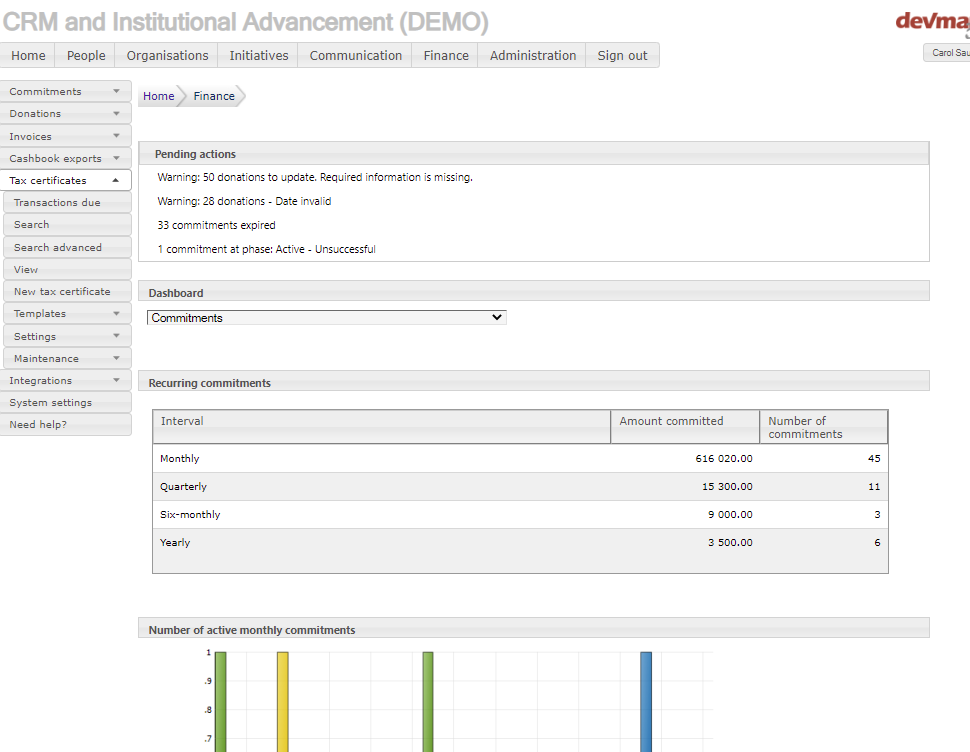 CRM and Institutional Advancement (DEMO)
devma
Home People Organisations Initiatives Communication Finance Administration Sign out
Carol Sau
Commitments
Donations
Invoices
Cashbook exports
Tax certificates
Transactions due
Search
Search advanced
View
New tax certificate
Templates
Settings
Maintenance
Integrations
System settings
Need help?
Home Finance
Pending actions
Warning: 50 donations to update. Required information is missing.
Warning: 28 donations - Date invalid
33 commitments expired
1 commitment at phase: Active - Unsuccessful
Dashboard
Commitments
Recurring commitments
Interval Amount committed Number of
commitments
Monthly 616 020.00 45
Quarterly 15 300.00 11
Six-monthly 9 000.00 3
Yearly 3 500.00 6
Number of active monthly commitments
1
.9
.8
.7